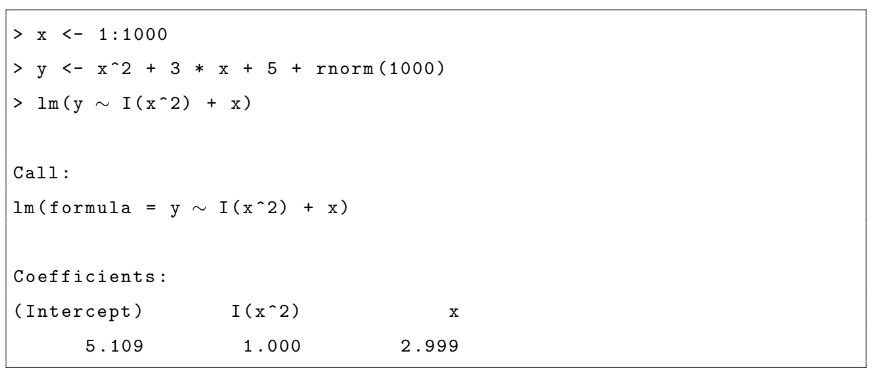 > x <- 1:1000
> y <- x^2 + 3 * x + 5 + rnorm(1000)
> lm(y ∼ I(x^2) + x)
Call:
lm(formula = y ∼ I(x^2) + x)
Coefficients:
(Intercept) I(x^2) x
5.109 1.000 2.999